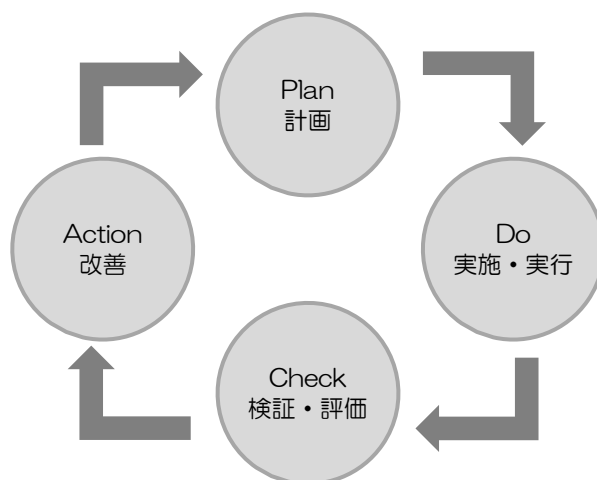 Plan
計画
Do
実施・実行
Check
検証・評価
Action
改善